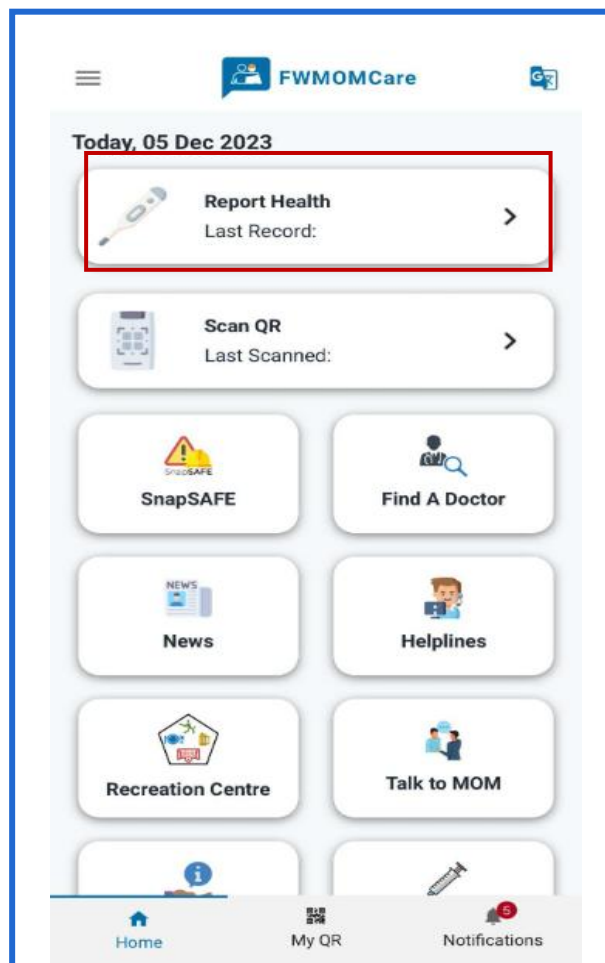 FWMOMCare
Today, 05 Dec 2023
Report Health
Last Record:
Scan QR
Last Scanned:
SnapSAFE
SnapSAFE
Find A Doctor
NEWS
News
Helplines
Recreation Centre
Talk to MOM
Home
My QR
5
Notifications